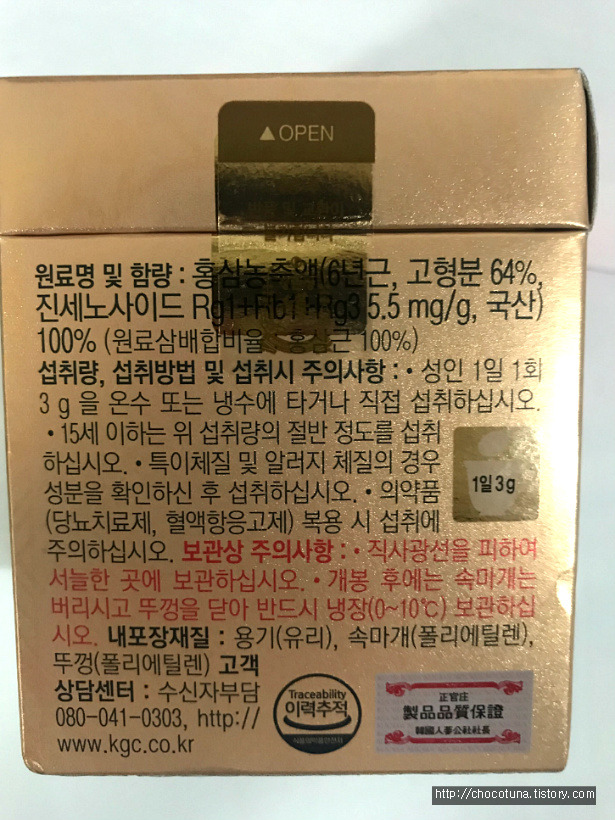 ▲OPEN
원료명 및 함량 : 홍삼농축액(6년근, 고형분 64%,
진세노사이드 Rg1+Rb1+Rg3 5.5 mg/g, 국산)
100% (원료삼배합비율 : 홍삼근 100%)
섭취량, 섭취방법 및 섭취시 주의사항 : • 성인 1일 1회
3 g 을 온수 또는 냉수에 타거나 직접 섭취하십시오.
• 15세 이하는 위 섭취량의 절반 정도를 섭취
하십시오. • 특이체질 및 알러지 체질의 경우
성분을 확인하신 후 섭취하십시오. • 의약품
(당뇨치료제, 혈액항응고제) 복용 시 섭취에
주의하십시오. 보관상 주의사항 : • 직사광선을 피하여
서늘한 곳에 보관하십시오. • 개봉 후에는 속마개는
버리시고 뚜껑을 닫아 반드시 냉장(0~10℃) 보관하십
시오. 내포장재질 : 용기(유리), 속마개(폴리에틸렌),
뚜껑(폴리에틸렌) 고객
상담센터 : 수신자부담
080-041-0303, http://
www.kgc.co.kr
1일 3g
Traceability
이력추적
正官庄
製品品質保證
韓國人蔘公社社長
http://chocotuna.tistory.com